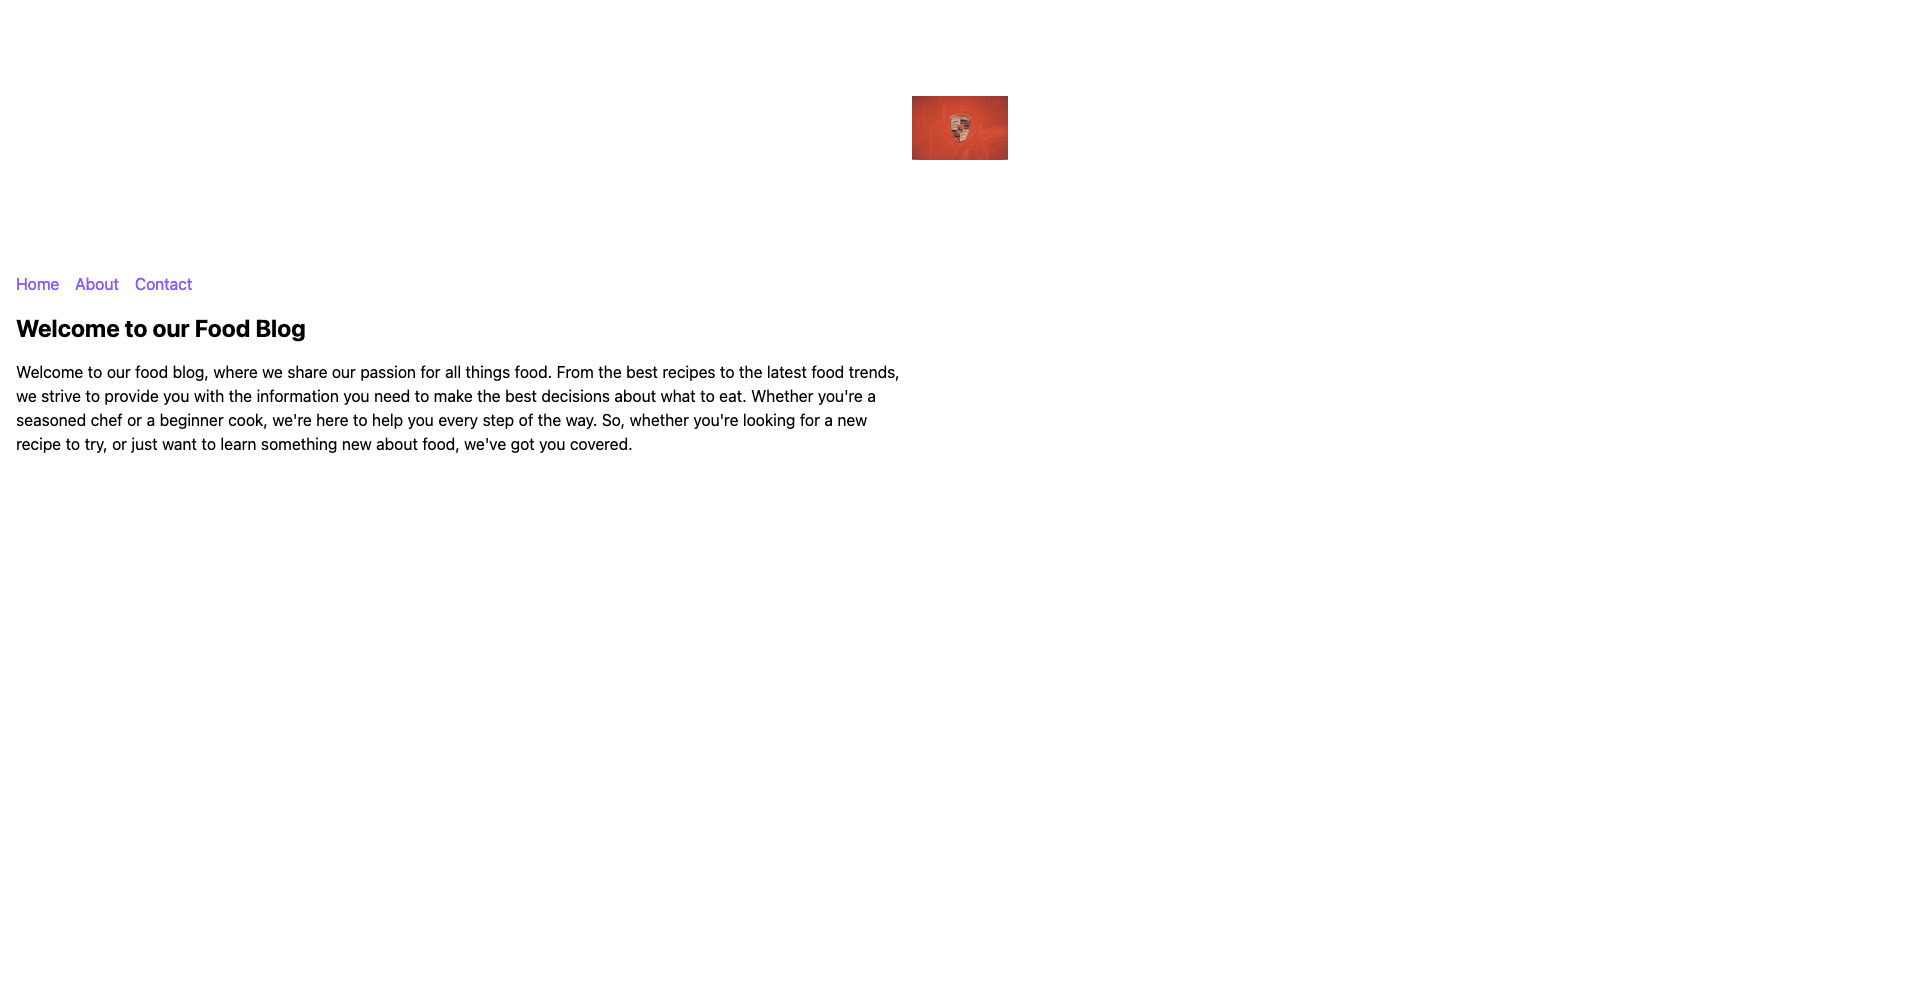 Home About Contact
Welcome to our Food Blog
Welcome to our food blog, where we share our passion for all things food. From the best recipes to the latest food trends,
we strive to provide you with the information you need to make the best decisions about what to eat. Whether you're a
seasoned chef or a beginner cook, we're here to help you every step of the way. So, whether you're looking for a new
recipe to try, or just want to learn something new about food, we've got you covered.